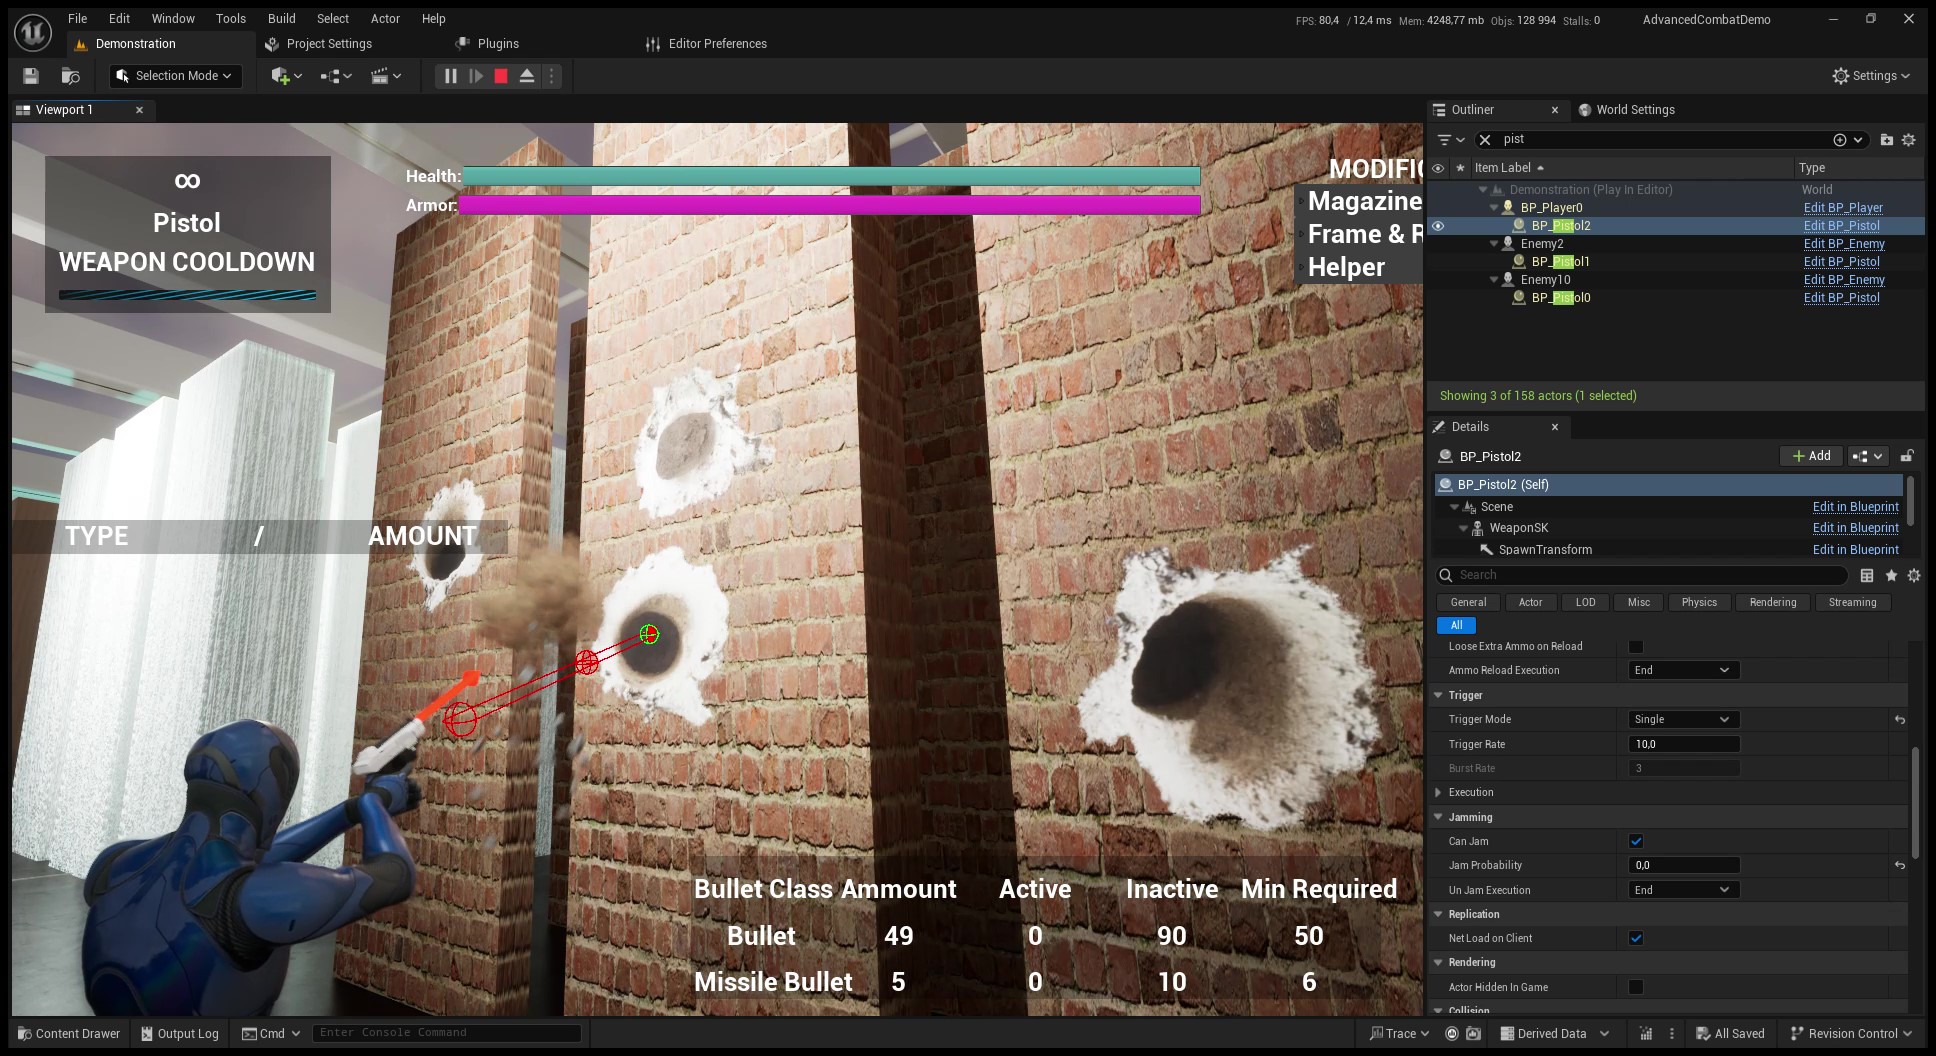 File Edit Window Tools Build Select Actor Help
FPS: 80,4 / 12,4 ms Mem: 4248,77 mb Objs: 128 994 Stalls: 0 AdvancedCombatDemo
Demonstration Project Settings Plugins Editor Preferences
Selection Mode
Settings
Viewport 1
∞
Pistol
WEAPON COOLDOWN
Health:
Armor:
MODIFIC
Magazine
Frame & R
Helper
TYPE / AMOUNT
Bullet Class Ammount Active Inactive Min Required
Bullet 49 0 90 50
Missile Bullet 5 0 10 6
Outliner World Settings
pist
Item Label Type
Demonstration (Play In Editor) World
BP_Player0 Edit BP_Player
BP_Pistol2 Edit BP_Pistol
Enemy2 Edit BP_Enemy
BP_Pistol1 Edit BP_Pistol
Enemy10 Edit BP_Enemy
BP_Pistol0 Edit BP_Pistol
Showing 3 of 158 actors (1 selected)
Details
BP_Pistol2 Add
BP_Pistol2 (Self)
Scene Edit in Blueprint
WeaponSK Edit in Blueprint
SpawnTransform Edit in Blueprint
Search
General Actor LOD Misc Physics Rendering Streaming
All
Loose Extra Ammo on Reload
Ammo Reload Execution End
Trigger
Trigger Mode Single
Trigger Rate 10,0
Burst Rate 3
Execution
Jamming
Can Jam
Jam Probability 0,0
Un Jam Execution End
Replication
Net Load on Client
Rendering
Actor Hidden In Game
Collision
Content Drawer Output Log Cmd Enter Console Command
Trace Derived Data All Saved Revision Control